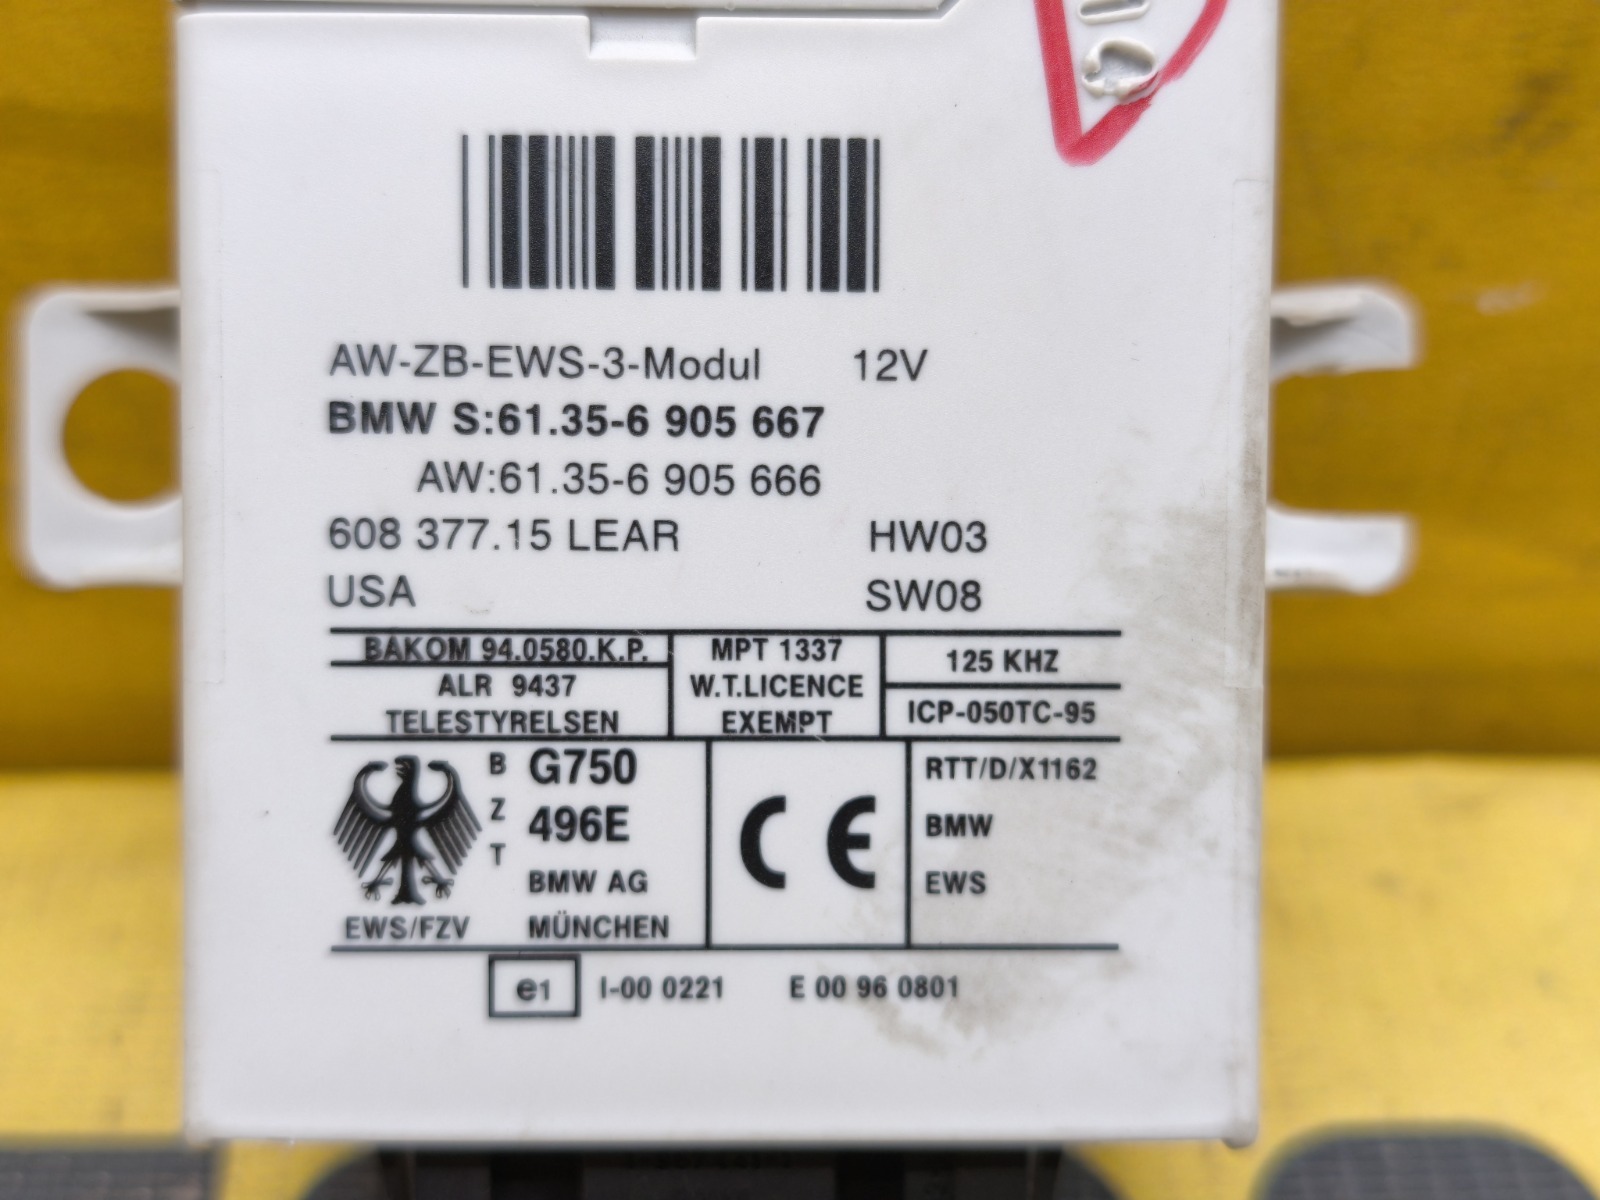 AW-ZB-EWS-3-Modul 12V
BMW S:61.35-6 905 667
AW:61.35-6 905 666
608 377.15 LEAR HW03
USA SW08
BAKOM 94.0580.K.P.
ALR 9437
TELESTYRELSEN
MPT 1337
W.T.LICENCE
EXEMPT
125 KHZ
ICP-050TC-95
BZT
G750
496E
BMW AG
MÜNCHEN
EWS/FZV
CE
RTT/D/X1162
BMW
EWS
e1 I-00 0221 E 00 96 0801